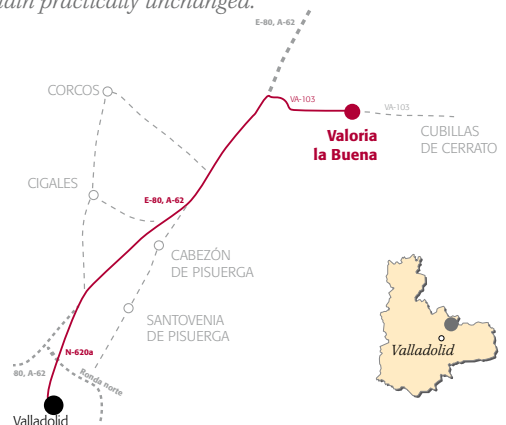 main practically unchanged.
E-80, A-62
CORCOS
VA-103
VA-103
Valoria
la Buena
CUBILLAS
DE CERRATO
CIGALES
E-80, A-62
CABEZÓN
DE PISUERGA
SANTOVENIA
DE PISUERGA
Valladolid
N-620a
80, A-62
Ronda norte
Valladolid